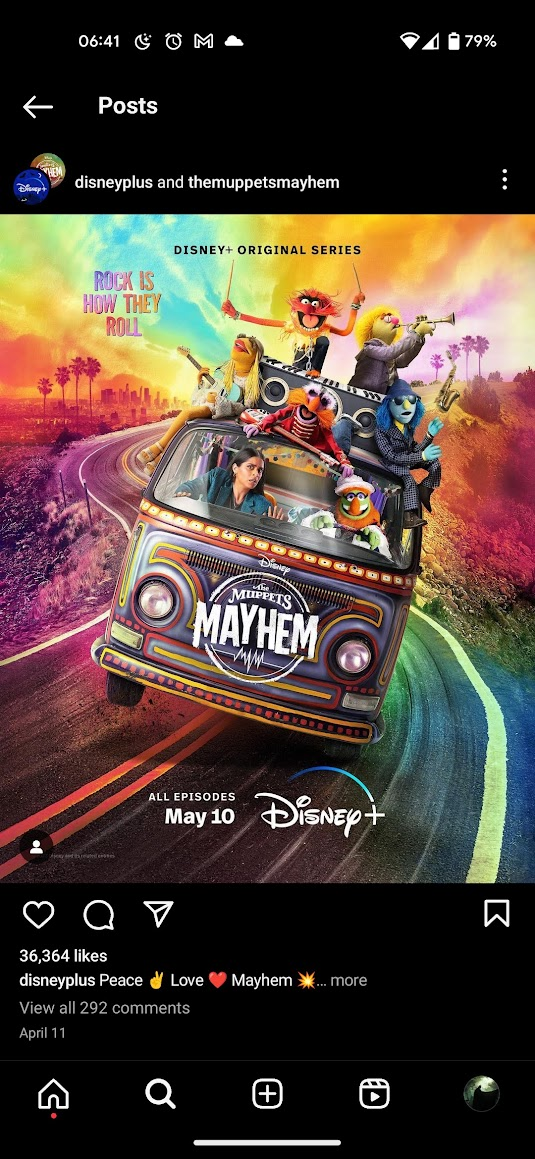 06:41
79%
Posts
disneyplus and themuppetsmayhem
DISNEY+ ORIGINAL SERIES
ROCK IS
HOW THEY
ROLL
Disney
The
MUPPETS
MAYHEM
ALL EPISODES
May 10
Disney+
36,364 likes
disneyplus Peace ✌️ Love ❤️ Mayhem 💥... more
View all 292 comments
April 11